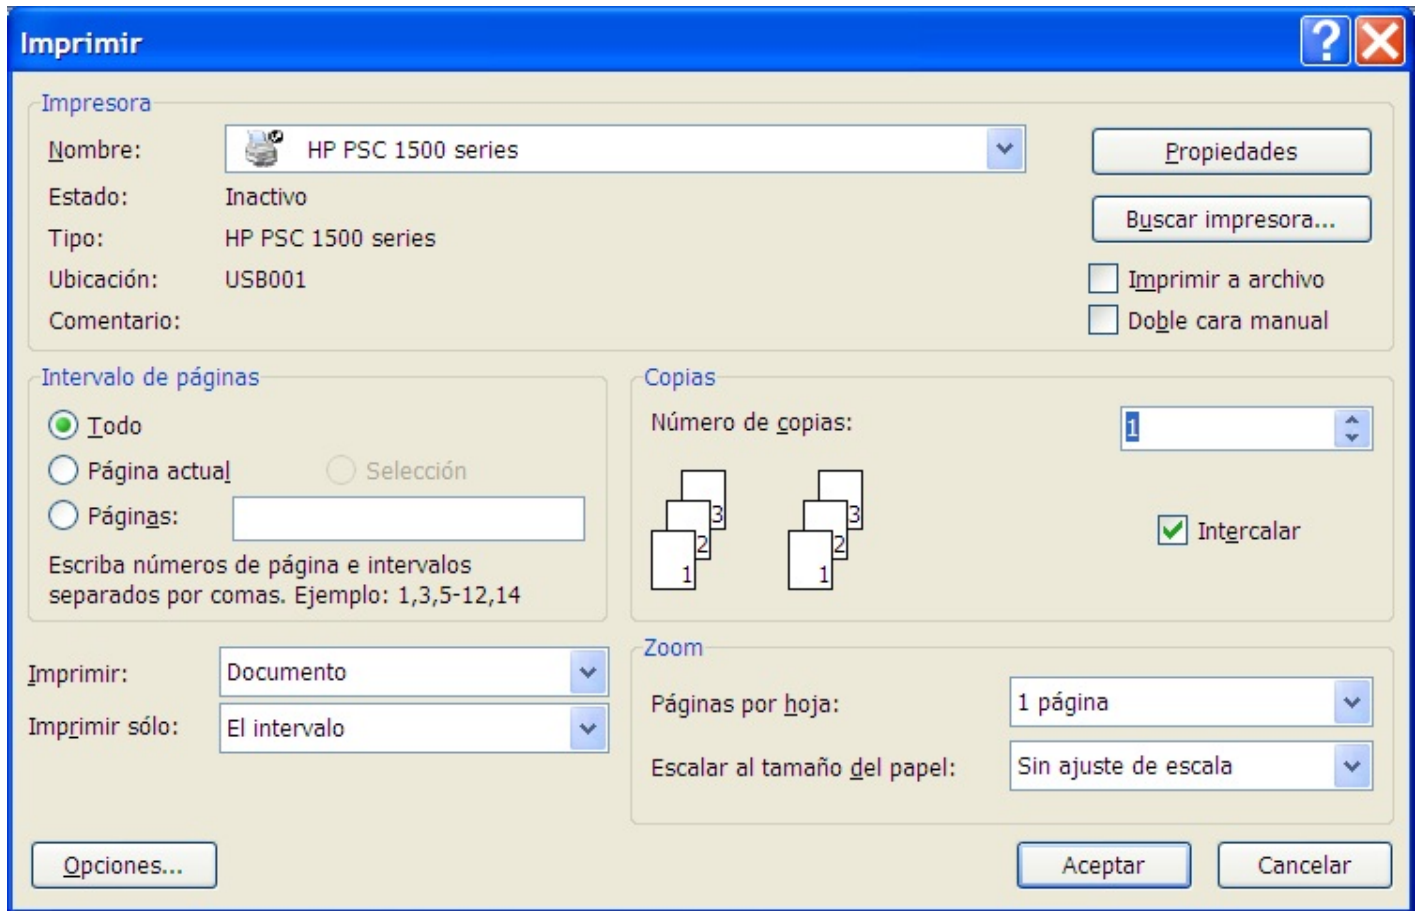 Imprimir
Impresora
Nombre: HP PSC 1500 series Propiedades
Estado: Inactivo
Buscar impresora...
Tipo: HP PSC 1500 series
Ubicación: USB001 Imprimir a archivo
Comentario: Doble cara manual
Intervalo de páginas
Todo
Página actual Selección
Páginas:
Escriba números de página e intervalos
separados por comas. Ejemplo: 1,3,5-12,14
Copias
Número de copias: 1
3 3
2 2
1 1
Intercalar
Imprimir: Documento
Imprimir sólo: El intervalo
Zoom
Páginas por hoja: 1 página
Escalar al tamaño del papel: Sin ajuste de escala
Opciones... Aceptar Cancelar